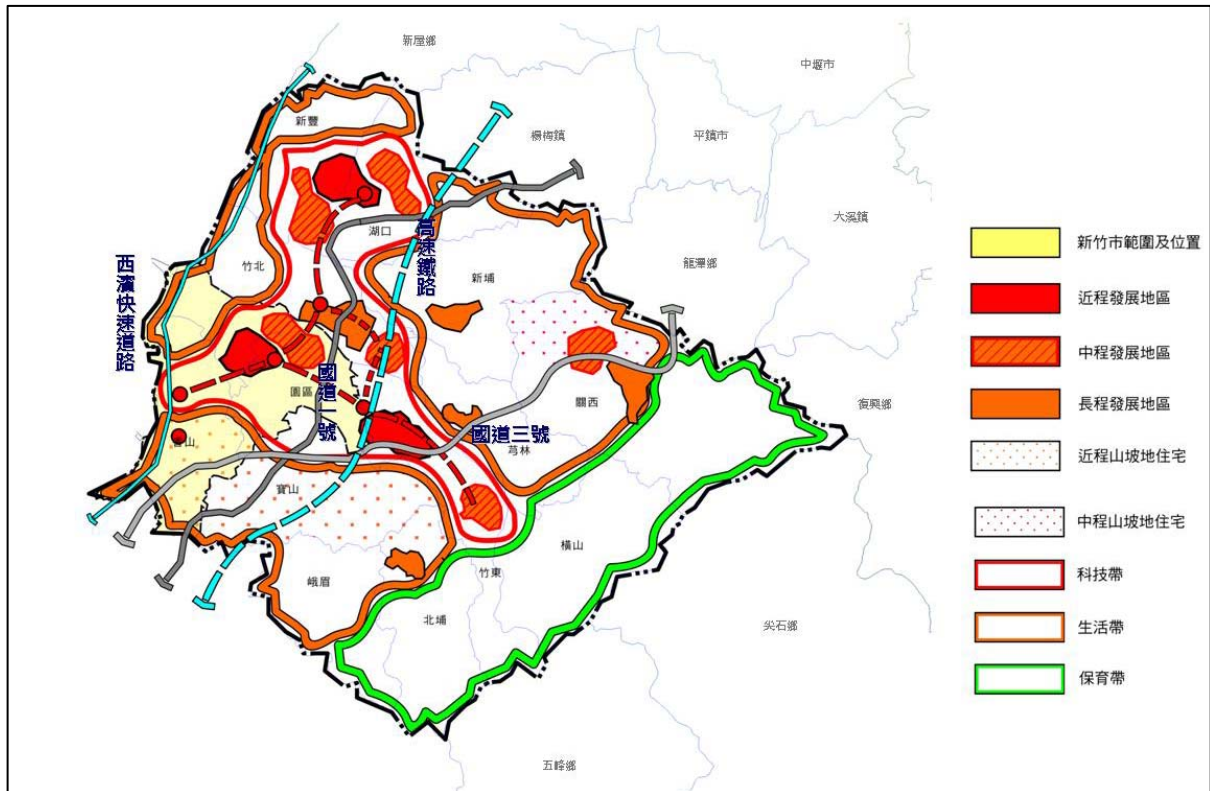 新屋鄉
中壢市
新豐
楊梅鎮
平鎮市
大溪鎮
湖口
高速鐵路
龍潭鄉
竹北
新埔
西濱快速道路
園區
國道一號
關西
復興鄉
國道三號
芎林
香山
寶山
橫山
竹東
峨眉
北埔
尖石鄉
五峰鄉
新竹市範圍及位置
近程發展地區
中程發展地區
長程發展地區
近程山坡地住宅
中程山坡地住宅
科技帶
生活帶
保育帶